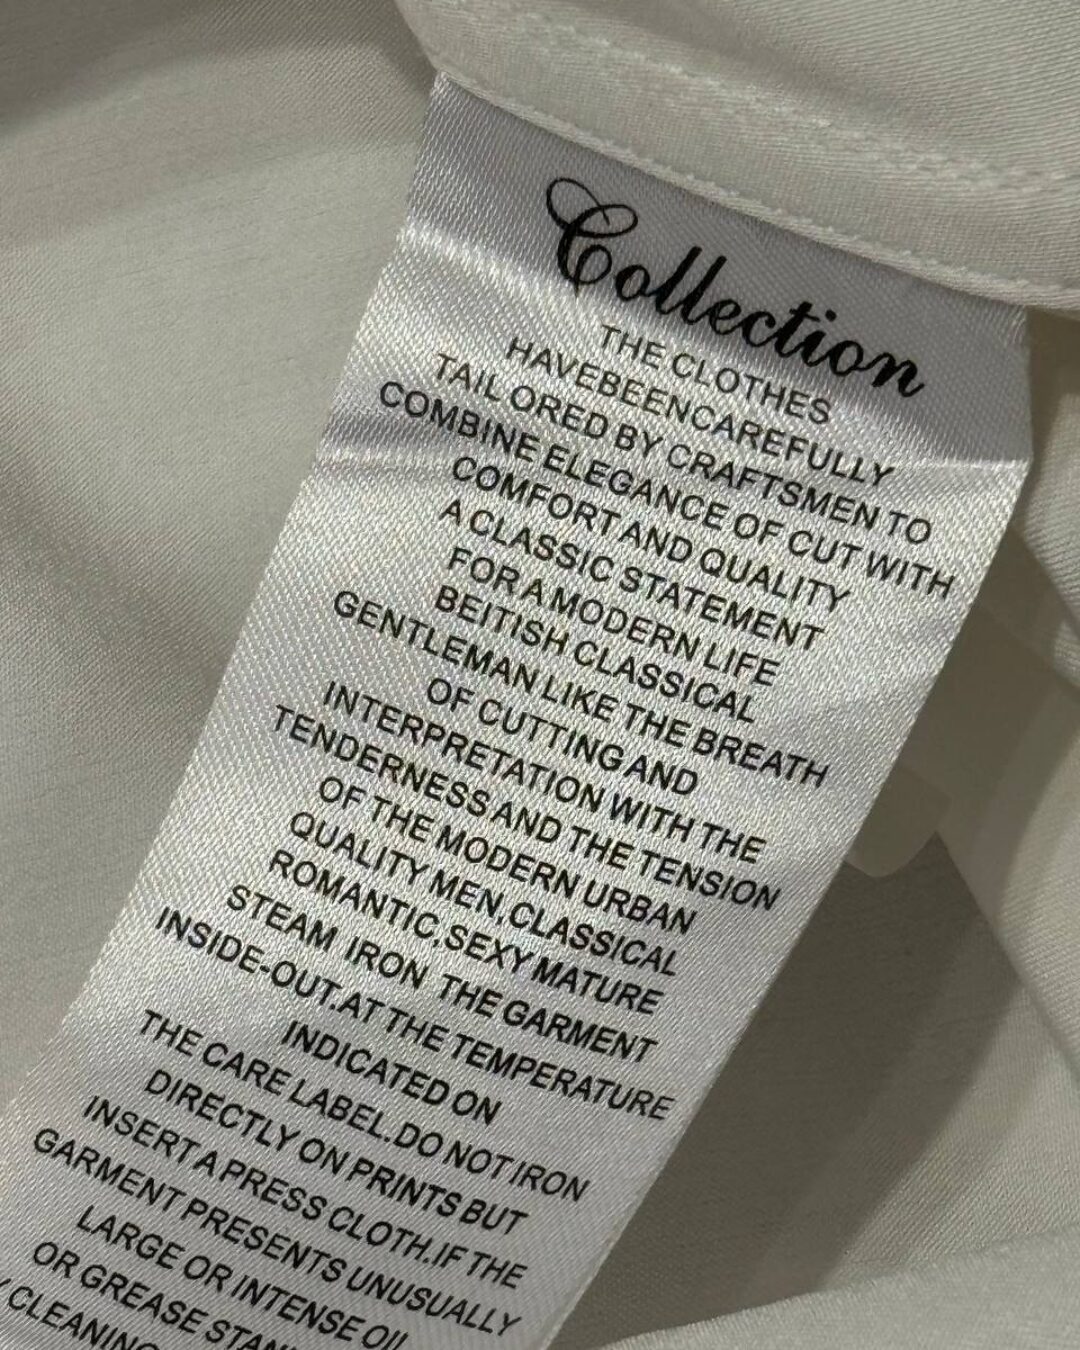 Collection
THE CLOTHES
HAVEBEENCAREFULLY
TAILORED BY CRAFTSMEN TO
COMBINE ELEGANCE OF CUT WITH
COMFORT AND QUALITY
A CLASSIC STATEMENT
FOR A MODERN LIFE
BEITISH CLASSICAL
GENTLEMAN LIKE THE BREATH
OF CUTTING AND
INTERPRETATION WITH THE
TENDERNESS AND THE TENSION
OF THE MODERN URBAN
QUALITY MEN, CLASSICAL
ROMANTIC,SEXY MATURE
STEAM IRON THE GARMENT
INSIDE-OUT.AT THE TEMPERATURE
INDICATED ON
THE CARE LABEL.DO NOT IRON
DIRECTLY ON PRINTS BUT
INSERT A PRESS CLOTH.IF THE
GARMENT PRESENTS UNUSUALLY
LARGE OR INTENSE OIL
OR GREASE
CLEANING